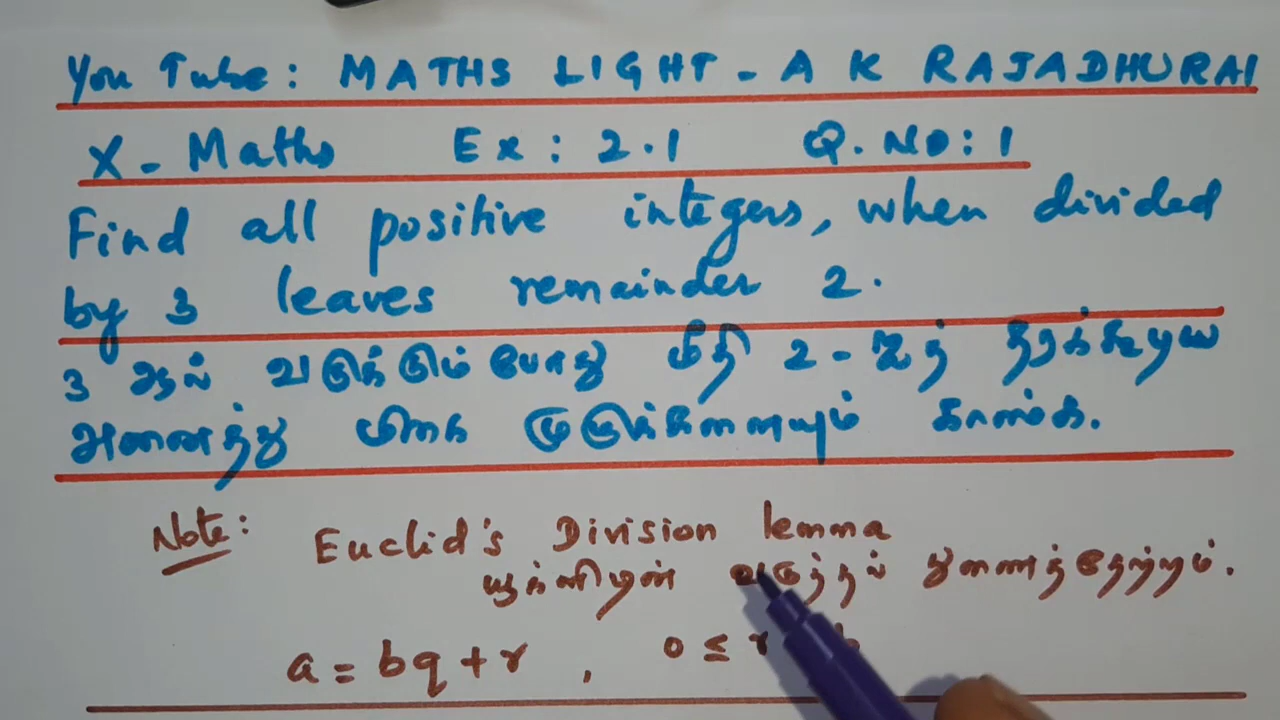 You Tube: MATHS LIGHT - A K RAJADHURAI
X - Maths Ex: 2.1 Q. No: 1
Find all positive integers, when divided
by 3 leaves remainder 2.
3 ஆல் வகுக்கும் போது மீதி 2 - ஐத் தரக்கூடிய
அனைத்து மிகை முழுக்களையும் காண்க.
Note: Euclid's Division lemma
யூக்ளிடின் வகுத்தல் துணைத்தேற்றம்.
a = bq + r , 0 ≤ r